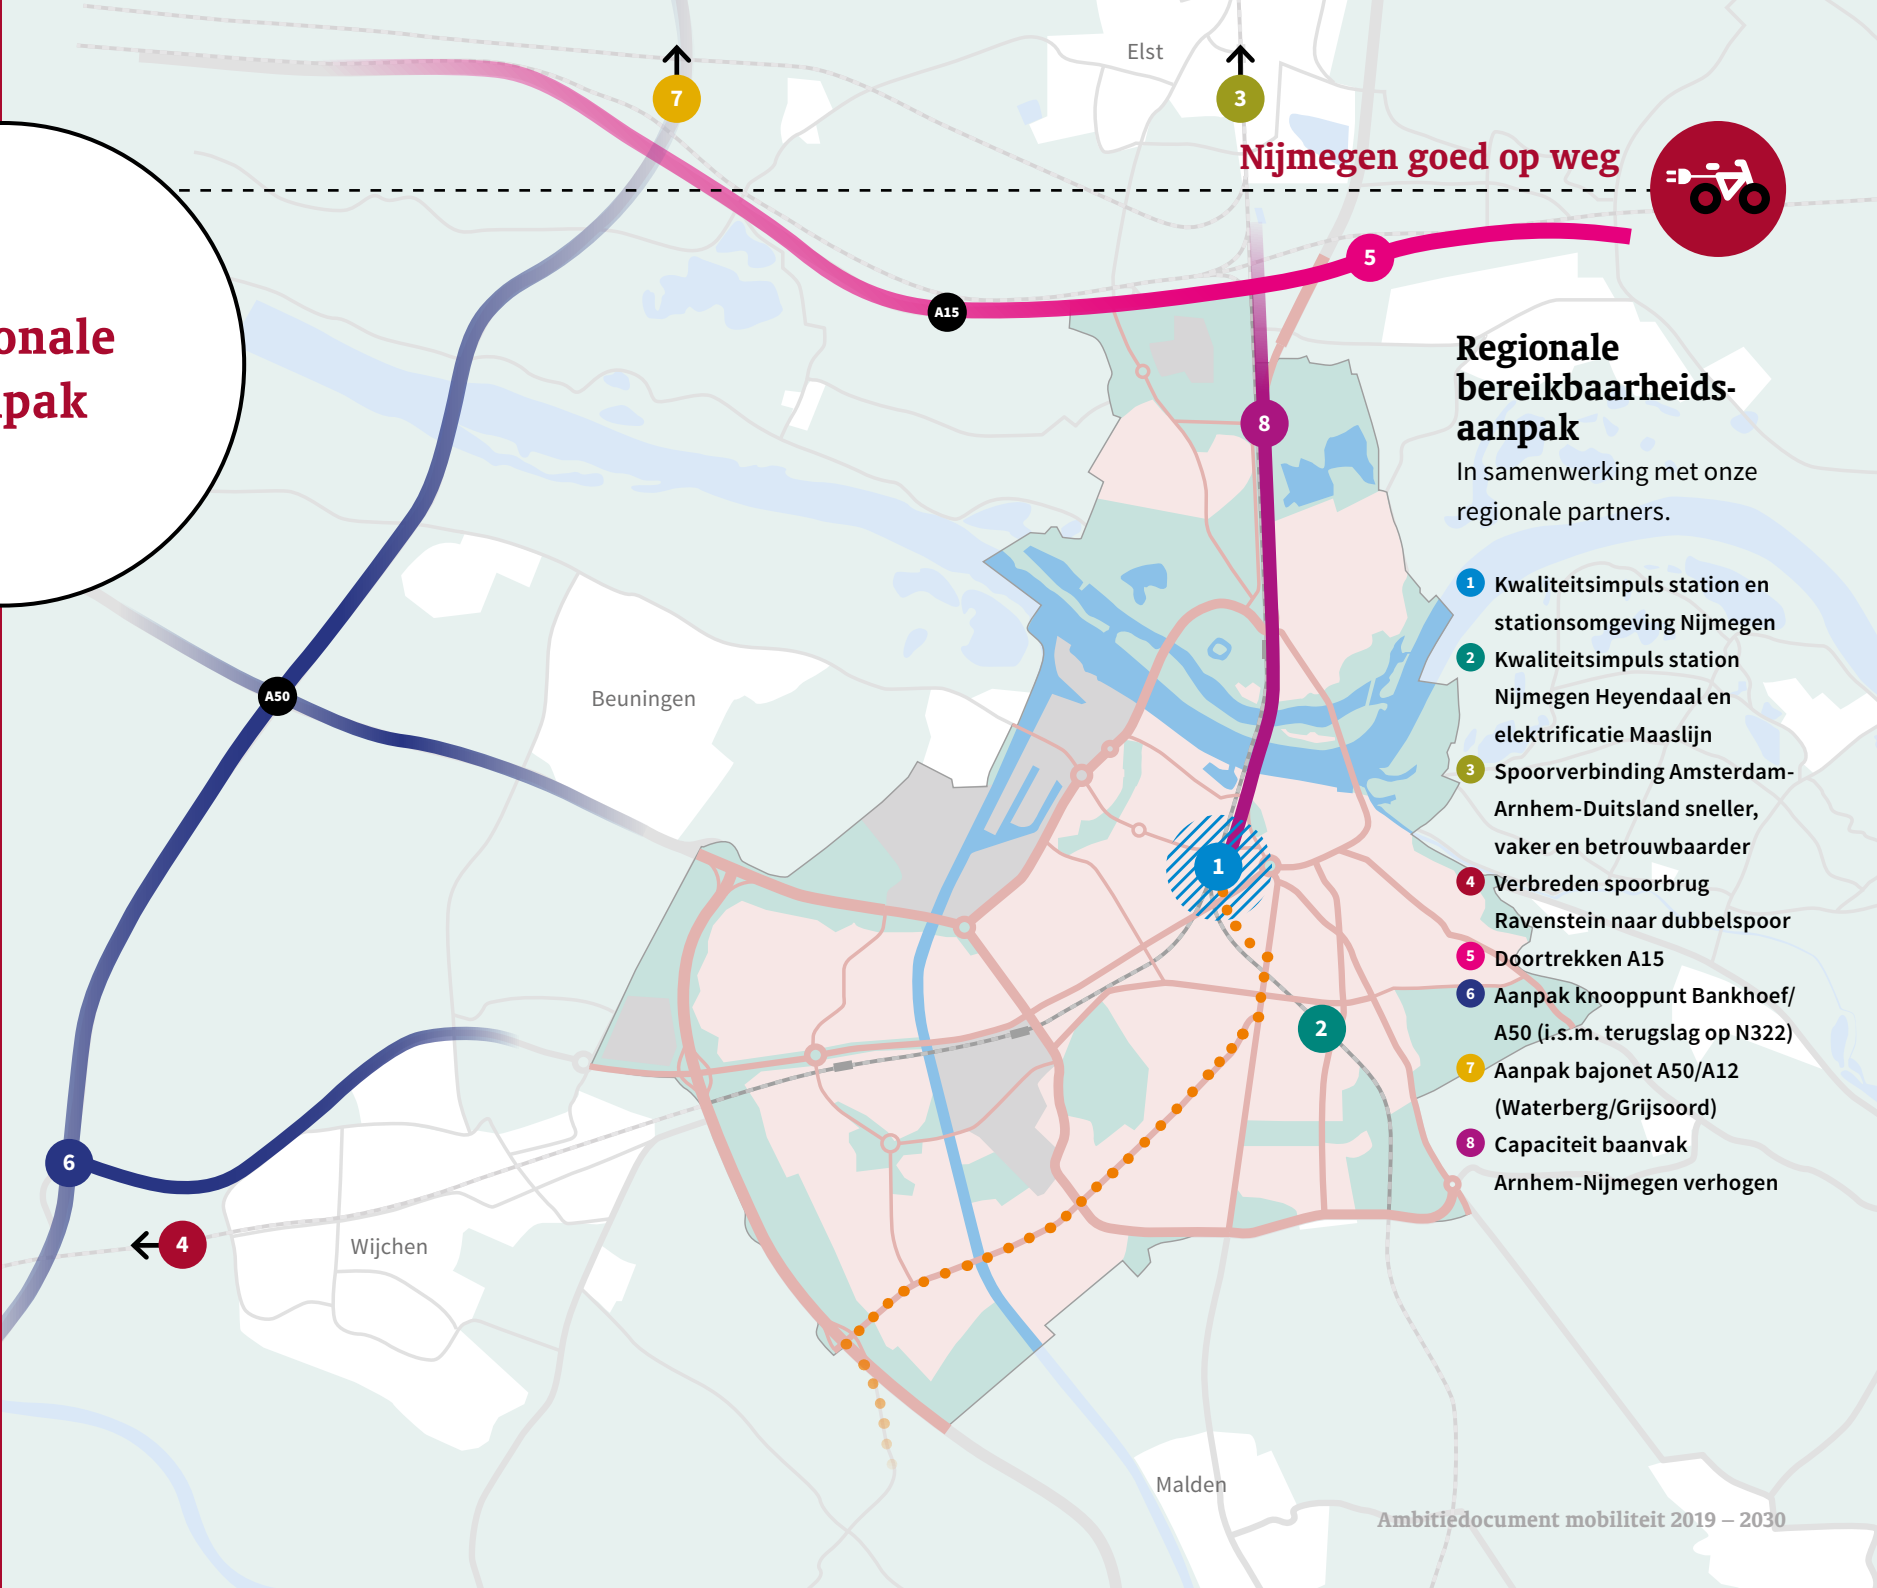 Elst
7
3
Nijmegen goed op weg
5
A15
onale
pak
8
Regionale
bereikbaarheids-
aanpak
In samenwerking met onze
regionale partners.
1 Kwaliteitsimpuls station en
stationsomgeving Nijmegen
2 Kwaliteitsimpuls station
Nijmegen Heyendaal en
elektrificatie Maaslijn
3 Spoorverbinding Amsterdam-
Arnhem-Duitsland sneller,
vaker en betrouwbaarder
4 Verbreden spoorbrug
Ravenstein naar dubbelspoor
5 Doortrekken A15
6 Aanpak knooppunt Bankhoef/
A50 (i.s.m. terugslag op N322)
7 Aanpak bajonet A50/A12
(Waterberg/Grijsoord)
8 Capaciteit baanvak
Arnhem-Nijmegen verhogen
A50
Beuningen
1
2
6
4
Wijchen
Malden
Ambitiedocument mobiliteit 2019 – 2030